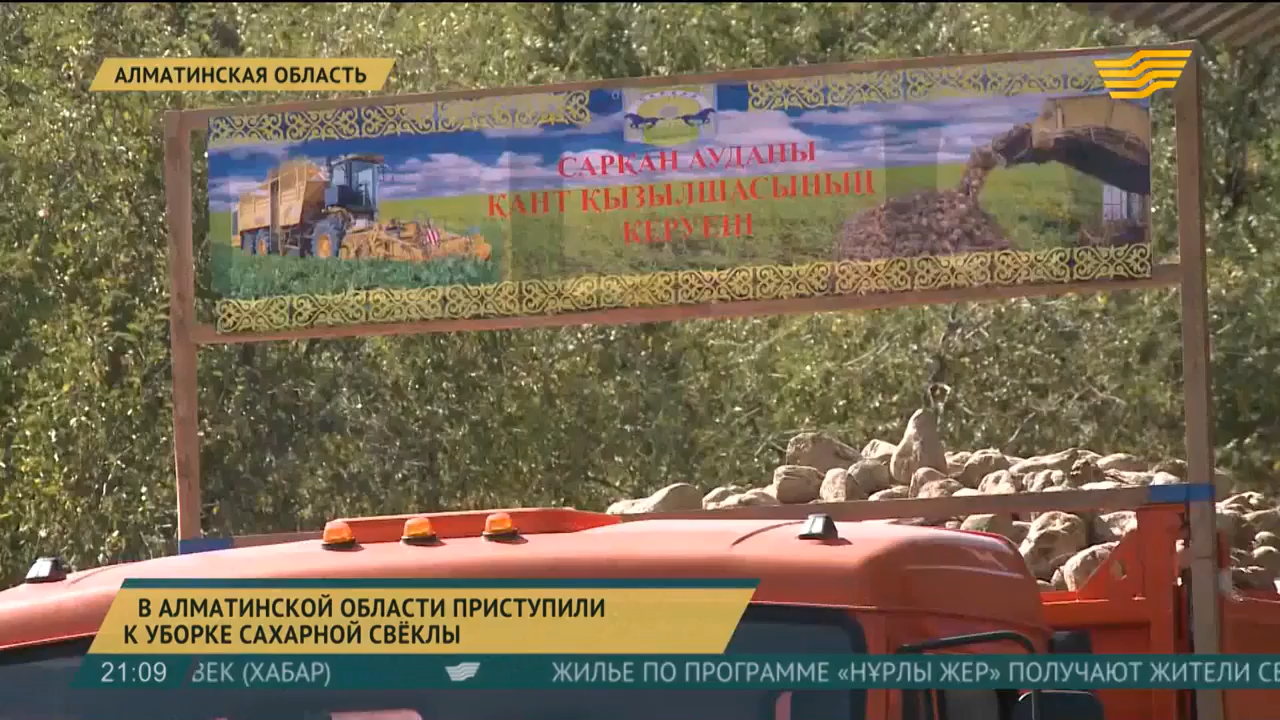 АЛМАТИНСКАЯ ОБЛАСТЬ
САРҚАН АУДАНЫ
ҚАНТ ҚЫЗЫЛШАСЫНЫҢ
КЕРУЕНІ
В АЛМАТИНСКОЙ ОБЛАСТИ ПРИСТУПИЛИ
К УБОРКЕ САХАРНОЙ СВЁКЛЫ
21:09 ВЕК (ХАБАР) ЖИЛЬЕ ПО ПРОГРАММЕ «НҰРЛЫ ЖЕР» ПОЛУЧАЮТ ЖИТЕЛИ СЕ